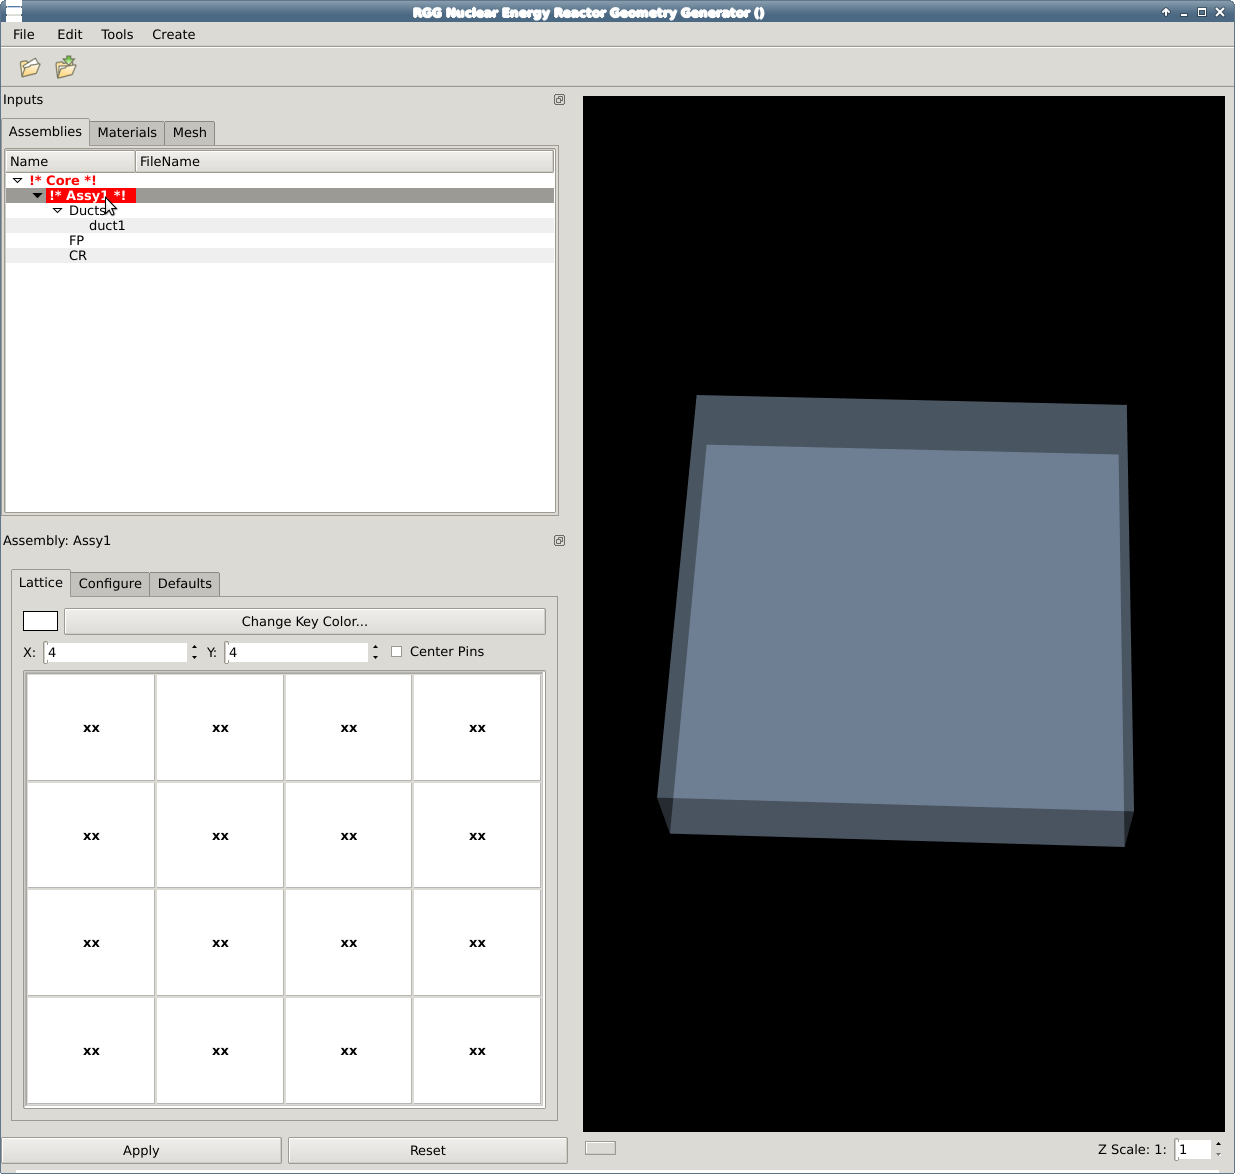 RGG Nuclear Energy Reactor Geometry Generator ()
File Edit Tools Create
Inputs
Assemblies Materials Mesh
Name FileName
!* Core *!
!* Assy1 *!
Ducts
duct1
FP
CR
Assembly: Assy1
Lattice Configure Defaults
Change Key Color...
X: 4 Y: 4 Center Pins
xx xx xx xx
xx xx xx xx
xx xx xx xx
xx xx xx xx
Apply Reset
Z Scale: 1: 1